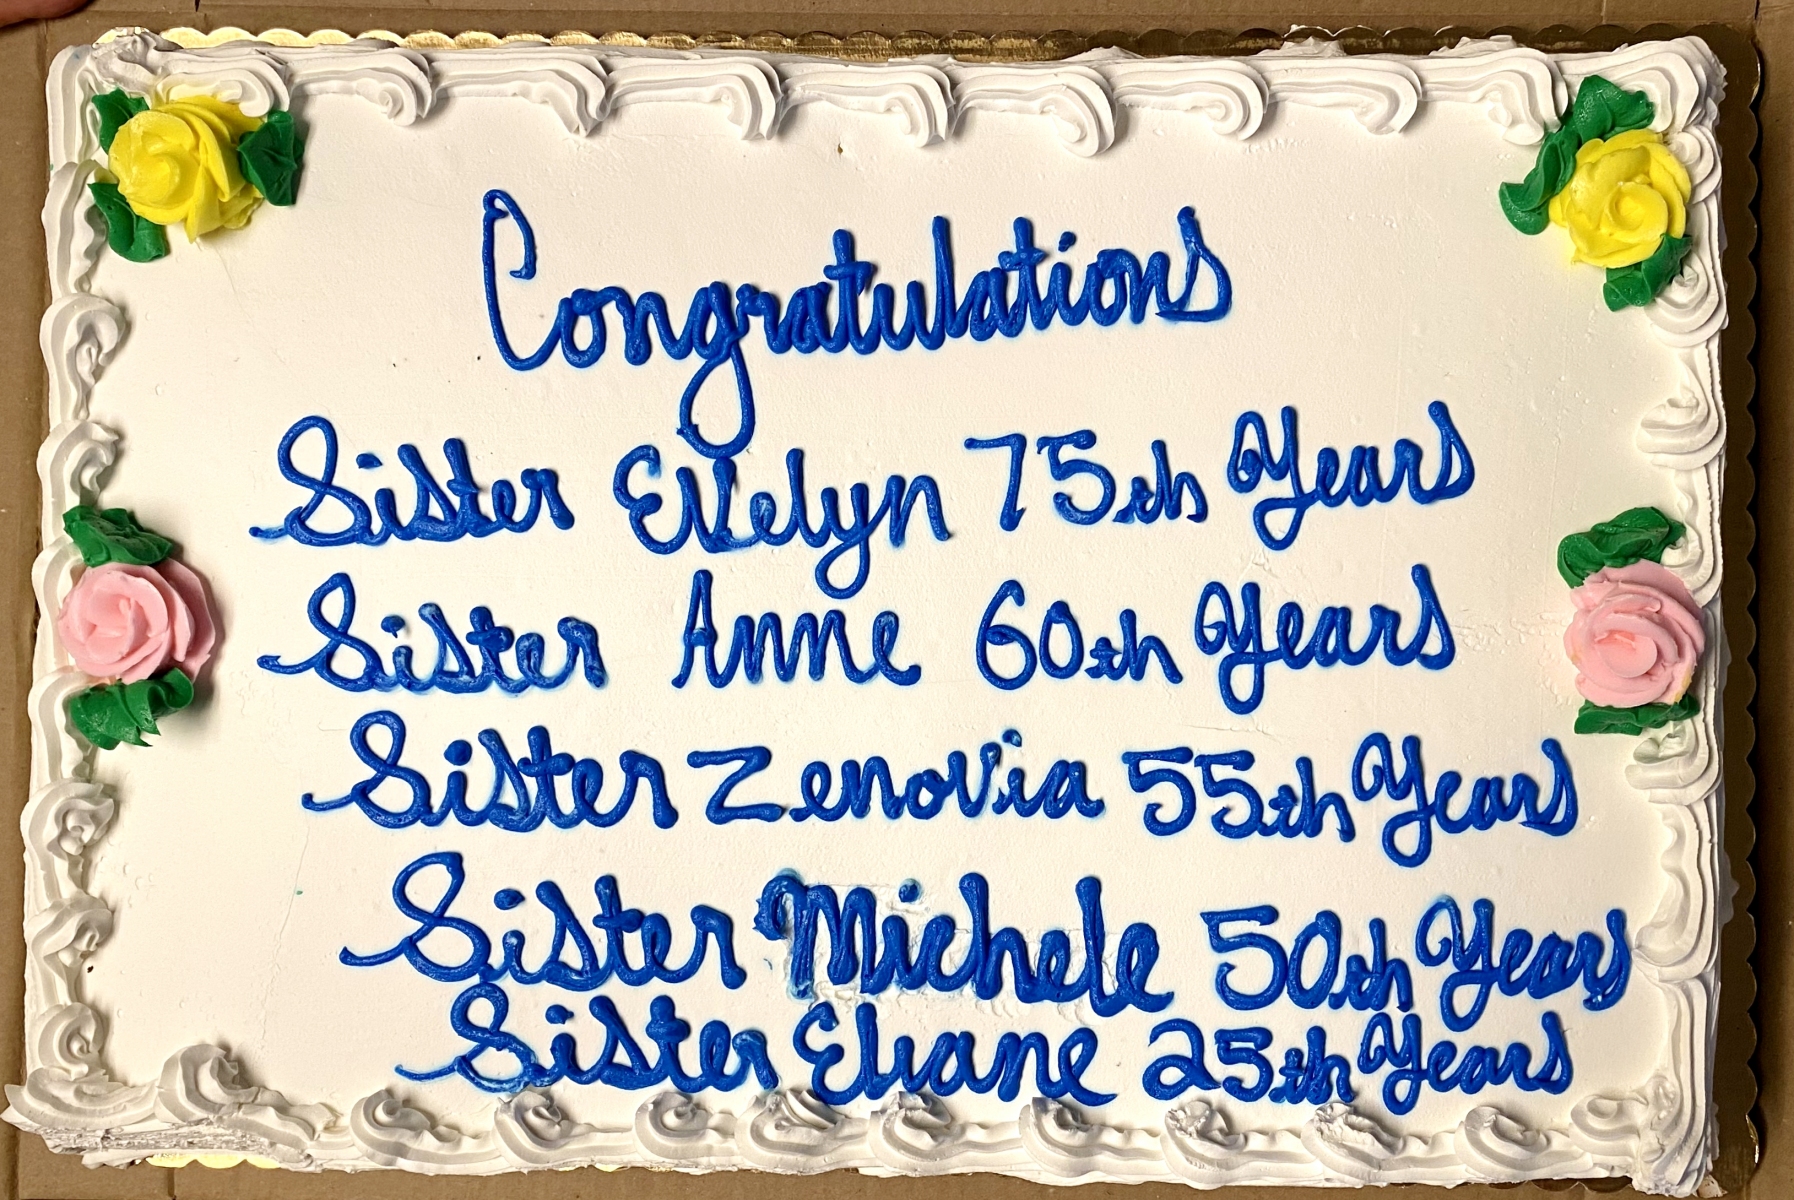 Congratulations
Sister Evelyn 75th Years
Sister Anne 60th Years
Sister Zenovia 55th Years
Sister Michele 50th Years
Sister Eliane 25th Years